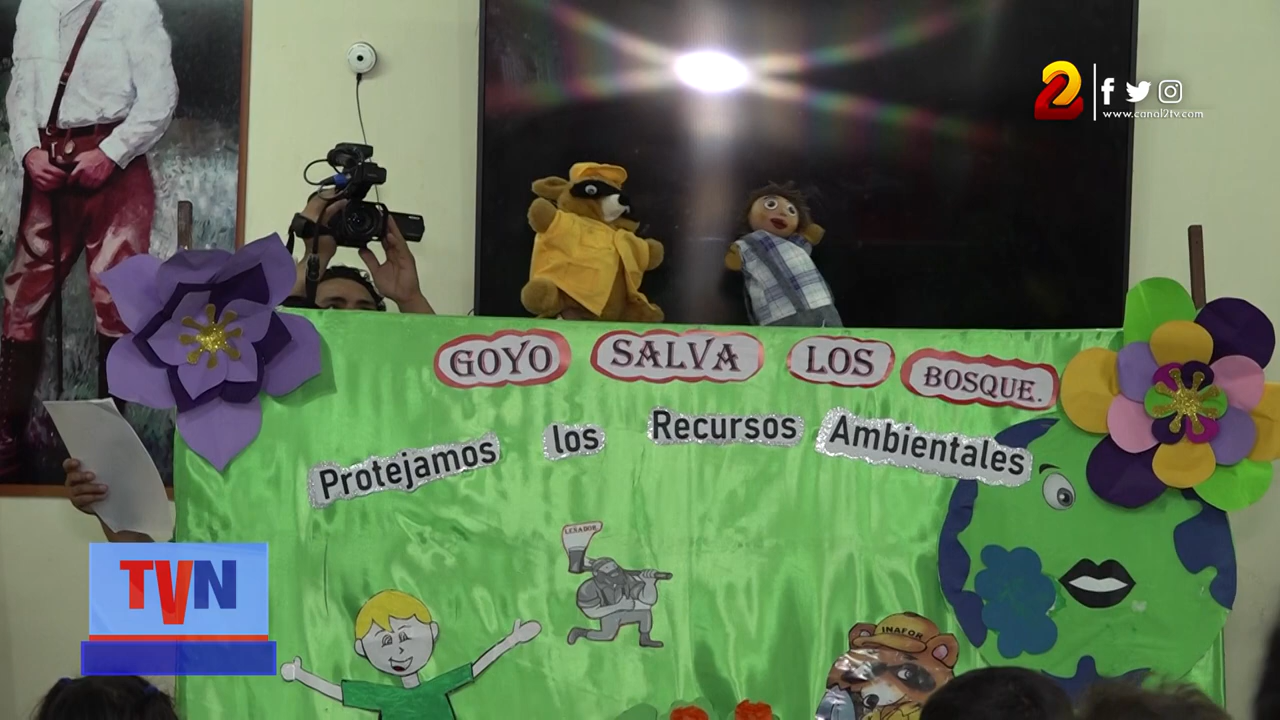 2
www.canal2tv.com
GOYO SALVA LOS BOSQUE.
Protejamos los Recursos Ambientales
LEÑADOR
INAFOR
TVN